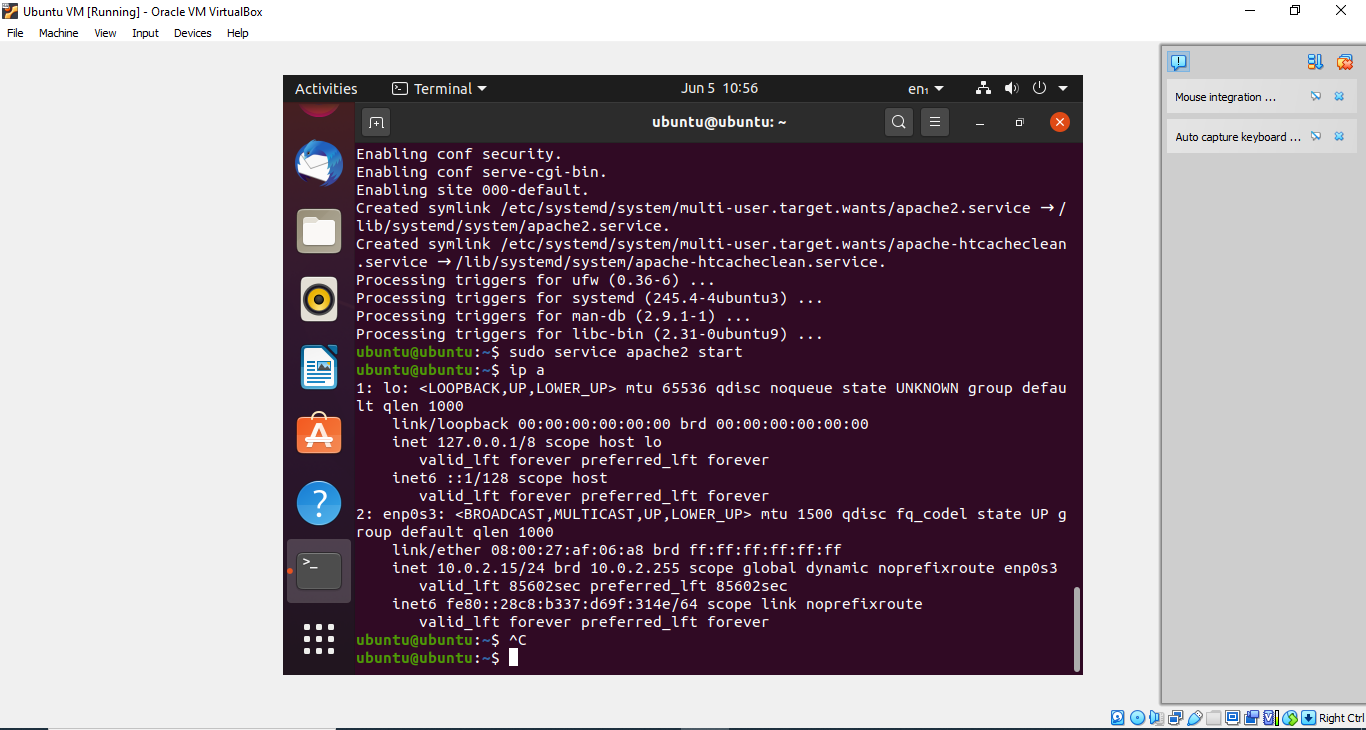 Ubuntu VM [Running] - Oracle VM VirtualBox
File Machine View Input Devices Help
Activities Terminal Jun 5 10:56 en₁
ubuntu@ubuntu: ~
Mouse integration ...
Auto capture keyboard ...
Enabling conf security.
Enabling conf serve-cgi-bin.
Enabling site 000-default.
Created symlink /etc/systemd/system/multi-user.target.wants/apache2.service → /
lib/systemd/system/apache2.service.
Created symlink /etc/systemd/system/multi-user.target.wants/apache-htcacheclean
.service → /lib/systemd/system/apache-htcacheclean.service.
Processing triggers for ufw (0.36-6) ...
Processing triggers for systemd (245.4-4ubuntu3) ...
Processing triggers for man-db (2.9.1-1) ...
Processing triggers for libc-bin (2.31-0ubuntu9) ...
ubuntu@ubuntu:~$ sudo service apache2 start
ubuntu@ubuntu:~$ ip a
1: lo: <LOOPBACK,UP,LOWER_UP> mtu 65536 qdisc noqueue state UNKNOWN group defau
lt qlen 1000
    link/loopback 00:00:00:00:00:00 brd 00:00:00:00:00:00
    inet 127.0.0.1/8 scope host lo
       valid_lft forever preferred_lft forever
    inet6 ::1/128 scope host
       valid_lft forever preferred_lft forever
2: enp0s3: <BROADCAST,MULTICAST,UP,LOWER_UP> mtu 1500 qdisc fq_codel state UP g
roup default qlen 1000
    link/ether 08:00:27:af:06:a8 brd ff:ff:ff:ff:ff:ff
    inet 10.0.2.15/24 brd 10.0.2.255 scope global dynamic noprefixroute enp0s3
       valid_lft 85602sec preferred_lft 85602sec
    inet6 fe80::28c8:b337:d69f:314e/64 scope link noprefixroute
       valid_lft forever preferred_lft forever
ubuntu@ubuntu:~$ ^C
ubuntu@ubuntu:~$
Right Ctrl